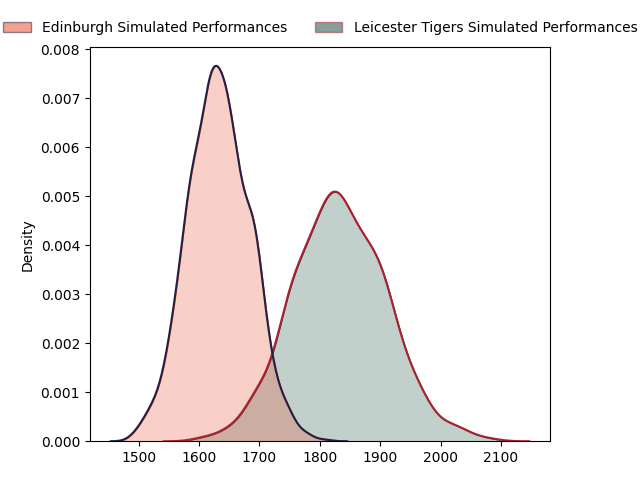 Edinburgh Simulated Performances
Leicester Tigers Simulated Performances
0.008
0.007
0.006
0.005
0.004
0.003
0.002
0.001
0.000
Density
1500 1600 1700 1800 1900 2000 2100